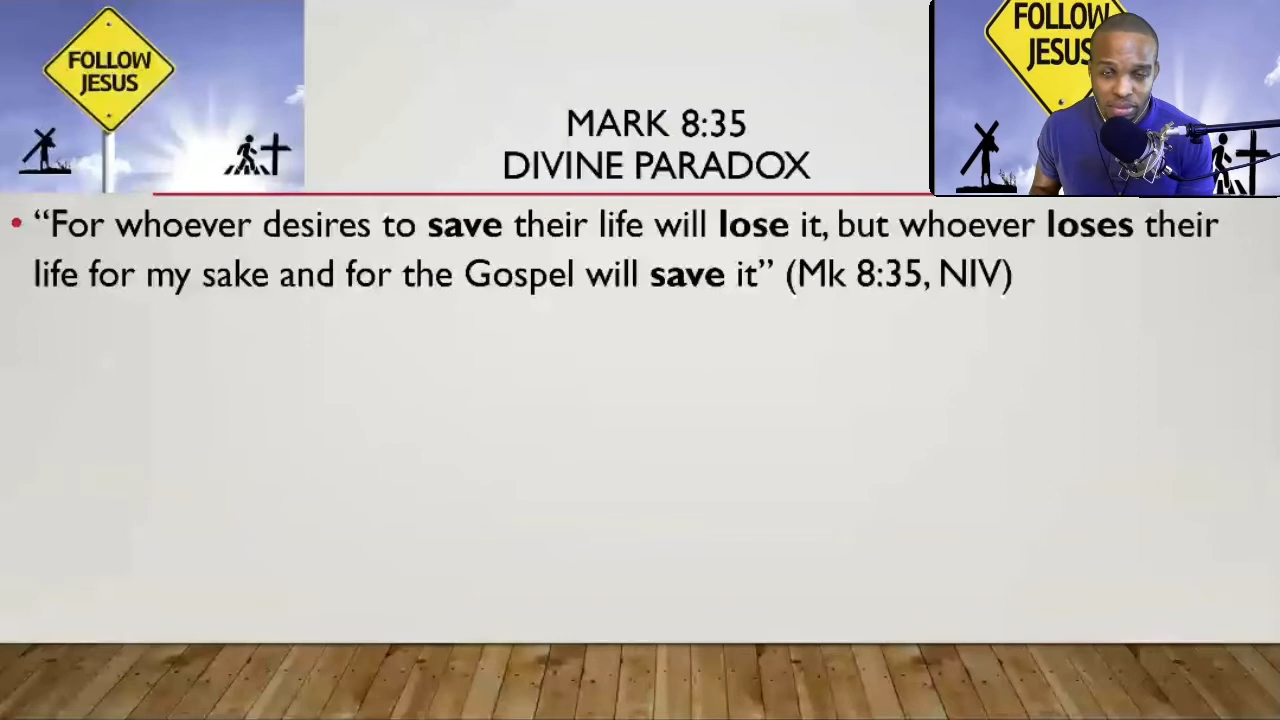 FOLLOW
JESUS
FOLLOW
JESUS
MARK 8:35
DIVINE PARADOX
• “For whoever desires to save their life will lose it, but whoever loses their
life for my sake and for the Gospel will save it” (Mk 8:35, NIV)